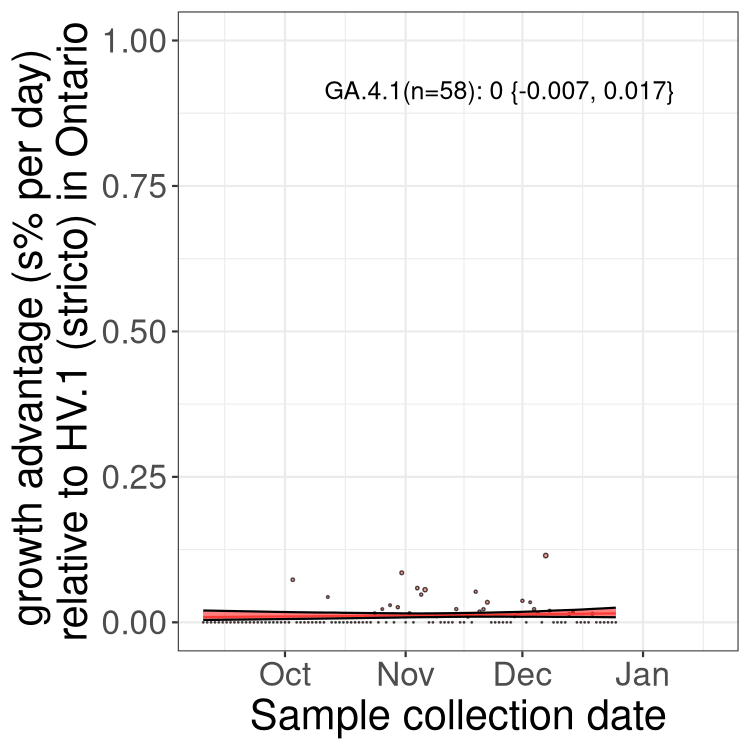 growth advantage (s% per day)
relative to HV.1 (stricto) in Ontario
1.00
0.75
0.50
0.25
0.00
GA.4.1(n=58): 0 {-0.007, 0.017}
Oct Nov Dec Jan
Sample collection date